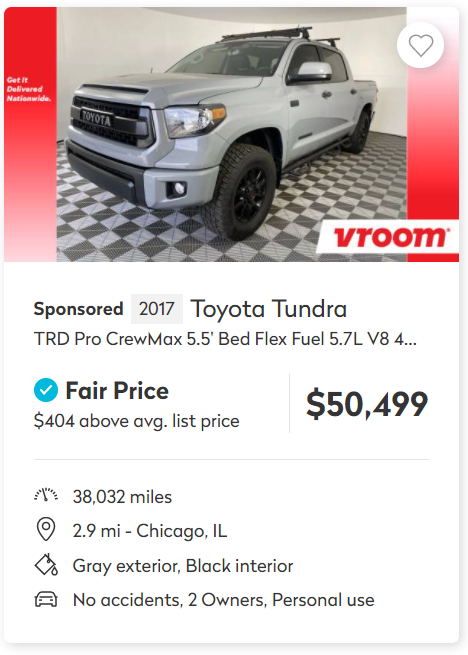 Get it
Delivered
Nationwide.
TOYOTA
vroom
Sponsored 2017 Toyota Tundra
TRD Pro CrewMax 5.5' Bed Flex Fuel 5.7L V8 4...
Fair Price
$404 above avg. list price
$50,499
38,032 miles
2.9 mi - Chicago, IL
Gray exterior, Black interior
No accidents, 2 Owners, Personal use